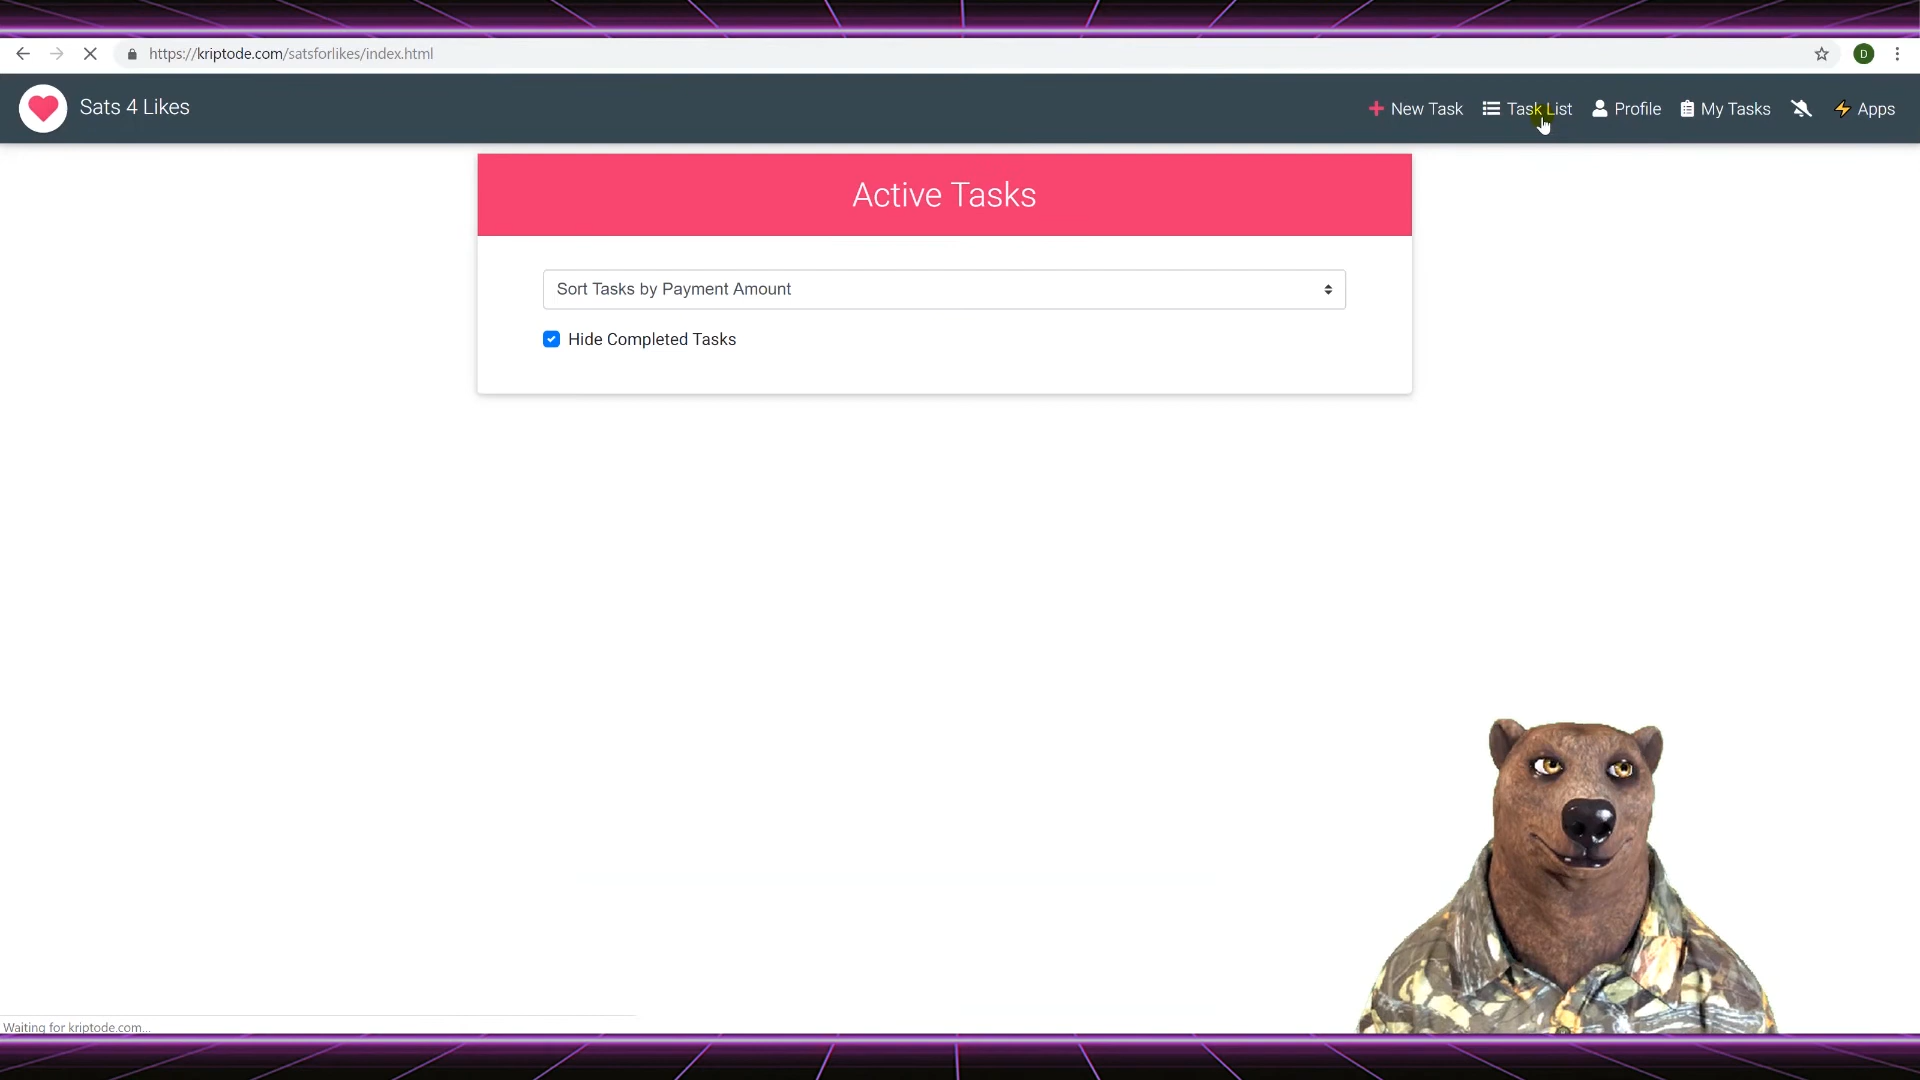 https://kriptode.com/satsforlikes/index.html
D
Sats 4 Likes
New Task
Task List
Profile
My Tasks
Apps
Active Tasks
Sort Tasks by Payment Amount
Hide Completed Tasks
Waiting for kriptode.com...